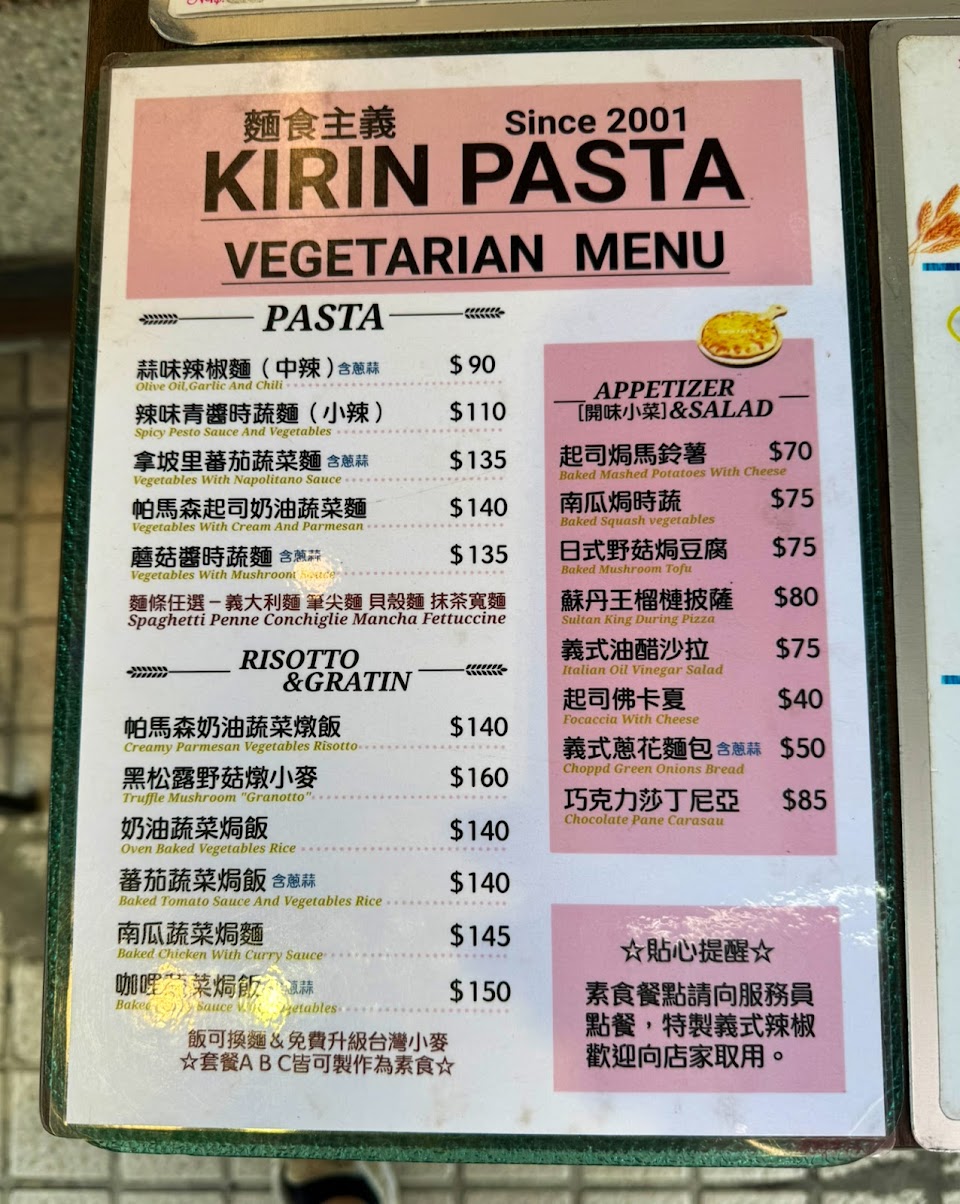 麵食主義 Since 2001
KIRIN PASTA
VEGETARIAN MENU
PASTA
蒜味辣椒麵（中辣）含蔥蒜 $90
Olive Oil,Garlic And Chili
辣味青醬時蔬麵（小辣） $110
Spicy Pesto Sauce And Vegetables
拿坡里蕃茄蔬菜麵 含蔥蒜 $135
Vegetables With Napolitano Sauce
帕馬森起司奶油蔬菜麵 $140
Vegetables With Cream And Parmesan
蘑菇醬時蔬麵 含蔥蒜 $135
Vegetables With Mushroom Sauce
麵條任選－義大利麵 筆尖麵 貝殼麵 抹茶寬麵
Spaghetti Penne Conchiglie Mancha Fettuccine
RISOTTO
&GRATIN
帕馬森奶油蔬菜燉飯 $140
Creamy Parmesan Vegetables Risotto
黑松露野菇燉小麥 $160
Truffle Mushroom "Granotto"
奶油蔬菜焗飯 $140
Oven Baked Vegetables Rice
蕃茄蔬菜焗飯 含蔥蒜 $140
Baked Tomato Sauce And Vegetables Rice
南瓜蔬菜焗麵 $145
Baked Chicken With Curry Sauce
咖哩菜焗飯 蔥蒜 $150
Baked Sauce Vegetables
飯可換麵&免費升級台灣小麥
☆套餐A B C皆可製作為素食☆
APPETIZER
[開味小菜]&SALAD
起司焗馬鈴薯 $70
Baked Mashed Potatoes With Cheese
南瓜焗時蔬 $75
Baked Squash vegetables
日式野菇焗豆腐 $75
Baked Mushroom Tofu
蘇丹王榴槤披薩 $80
Sultan King During Pizza
義式油醋沙拉 $75
Italian Oil Vinegar Salad
起司佛卡夏 $40
Focaccia With Cheese
義式蔥花麵包 含蔥蒜 $50
Choppd Green Onions Bread
巧克力莎丁尼亞 $85
Chocolate Pane Carasau
☆貼心提醒☆
素食餐點請向服務員
點餐，特製義式辣椒
歡迎向店家取用。